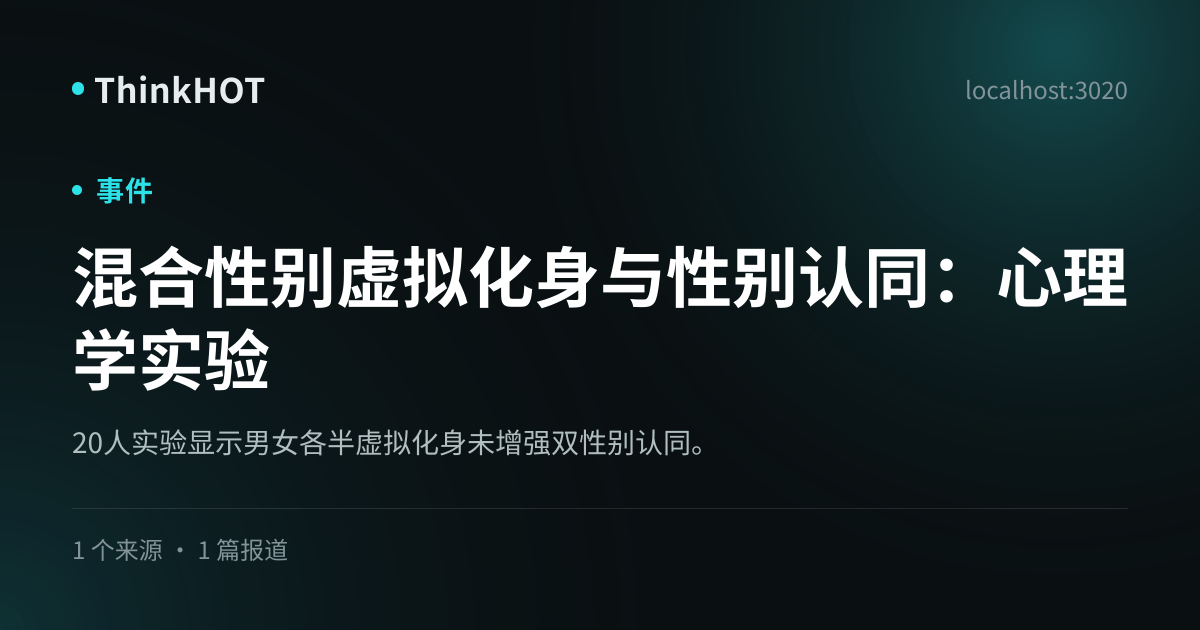 ThinkHOT
localhost:3020
事件
混合性别虚拟化身与性别认同：心理
学实验
20人实验显示男女各半虚拟化身未增强双性别认同。
1 个来源 · 1 篇报道